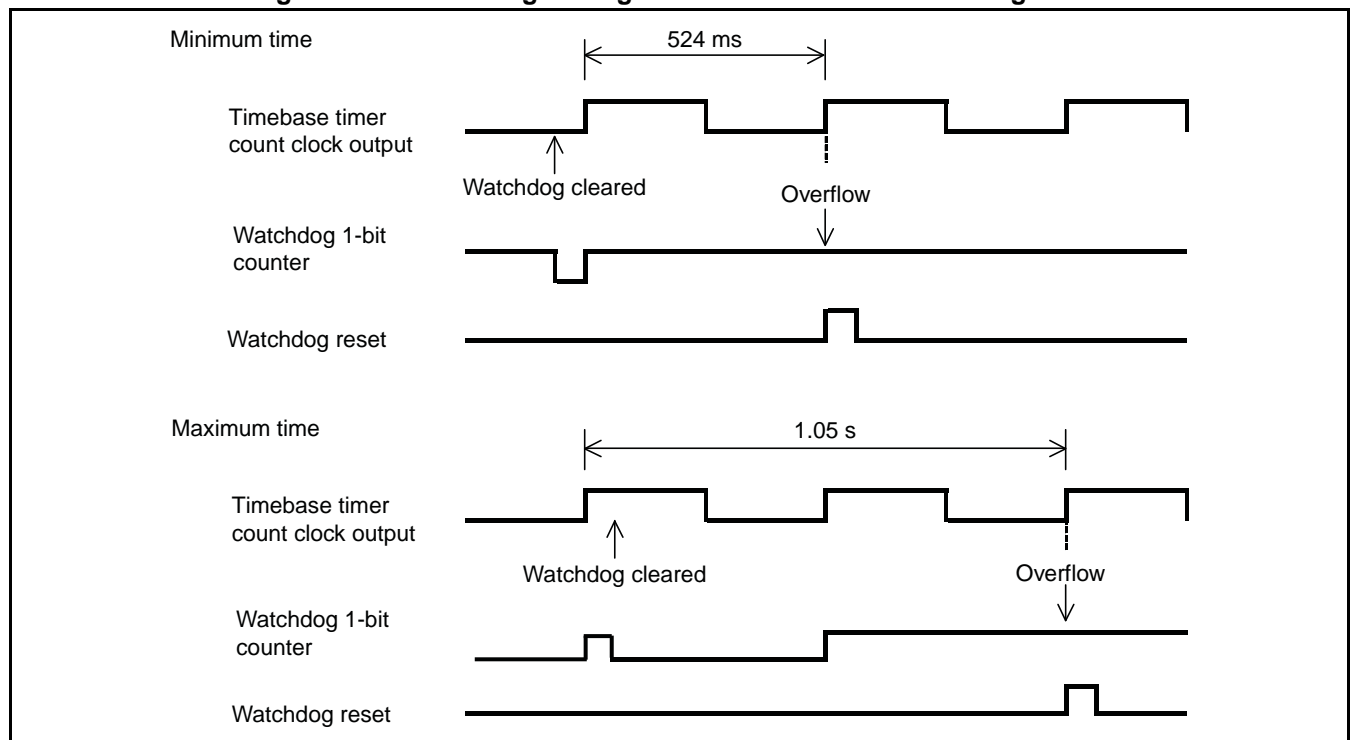 Minimum time
524 ms
Timebase timer
count clock output
Watchdog cleared
Overflow
Watchdog 1-bit
counter
Watchdog reset
Maximum time
1.05 s
Timebase timer
count clock output
Watchdog cleared
Overflow
Watchdog 1-bit
counter
Watchdog reset